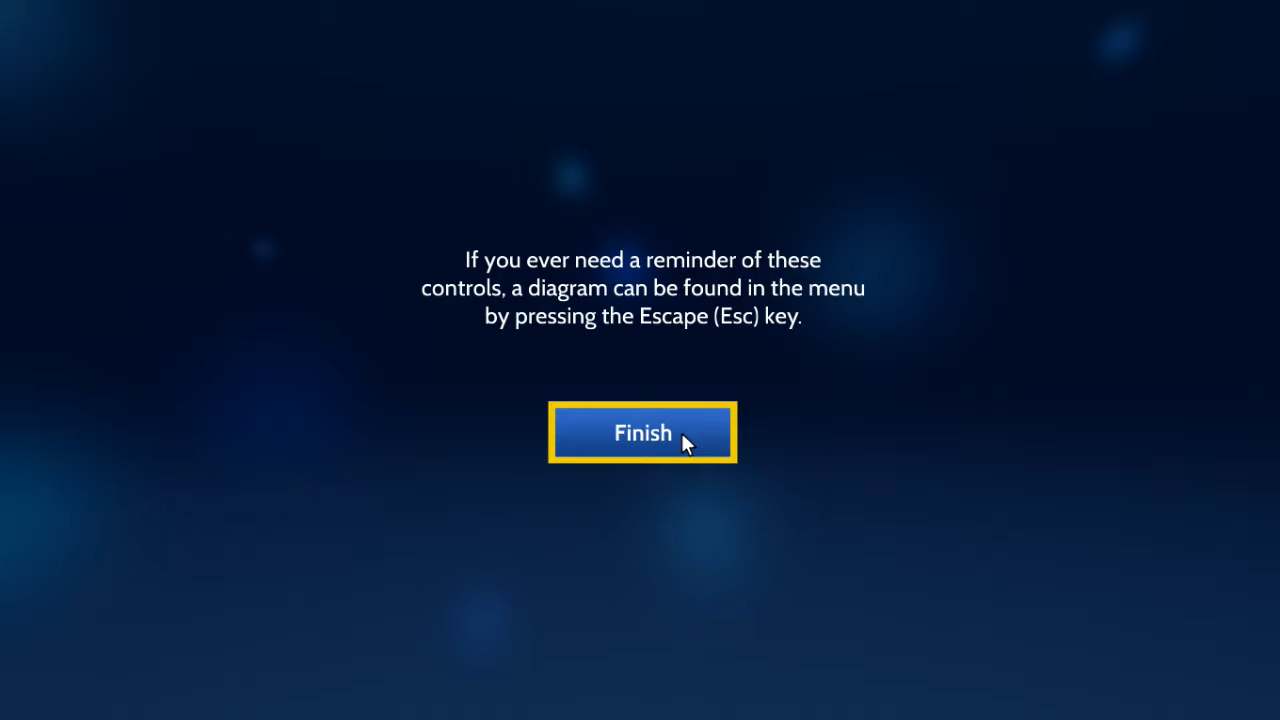 If you ever need a reminder of these
controls, a diagram can be found in the menu
by pressing the Escape (Esc) key.
Finish